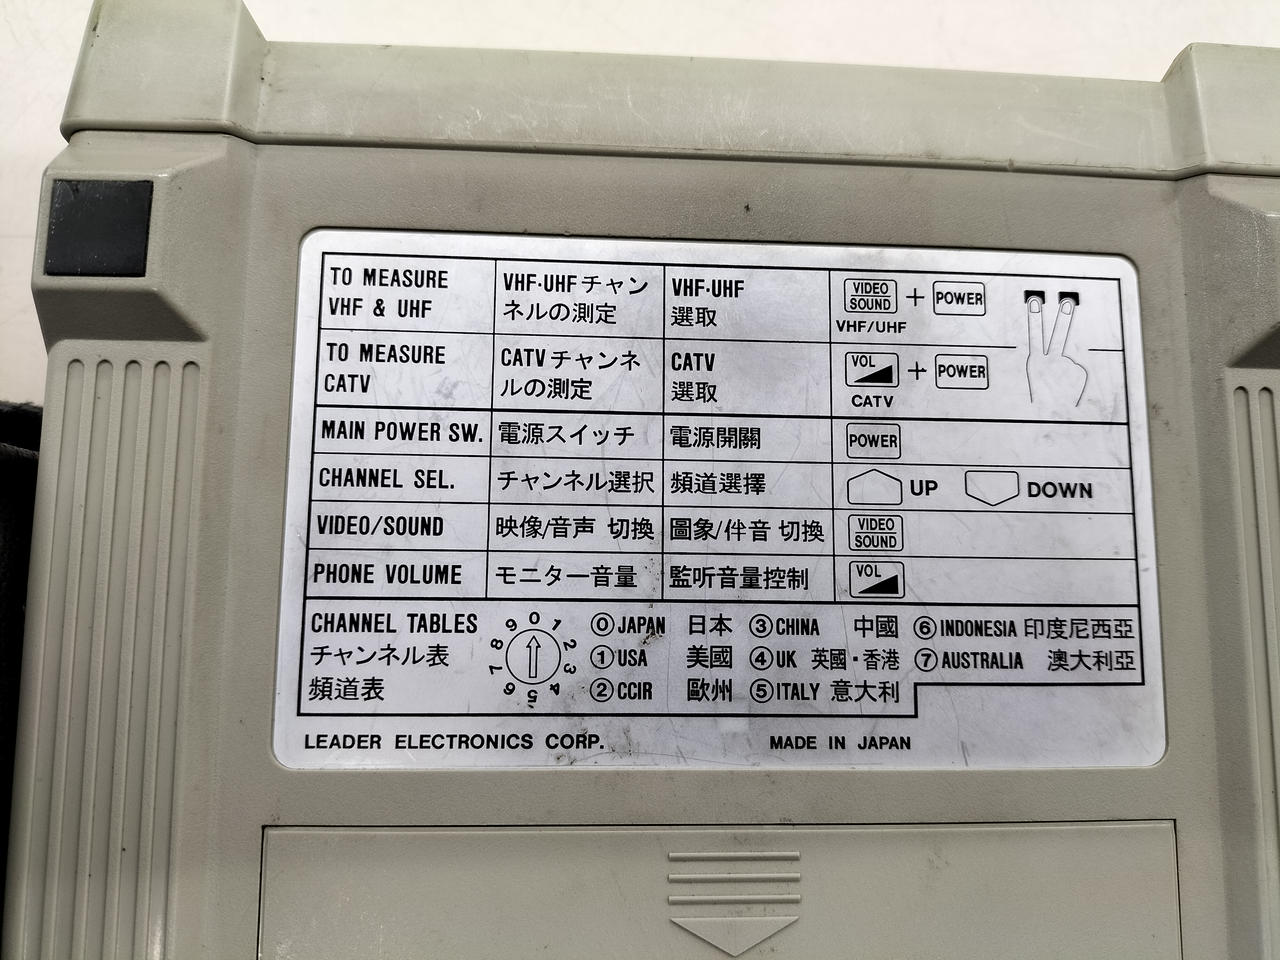 TO MEASURE
VHF & UHF
VHF·UHFチャン
ネルの測定
VHF·UHF
選取
VIDEO
SOUND
+
POWER
VHF/UHF
TO MEASURE
CATV
CATVチャンネ
ルの測定
CATV
選取
VOL
+
POWER
CATV
MAIN POWER SW.
電源スイッチ
電源開關
POWER
CHANNEL SEL.
チャンネル選択
頻道選擇
UP
DOWN
VIDEO/SOUND
映像/音声 切換
圖象/伴音 切換
VIDEO
SOUND
PHONE VOLUME
モニター音量
監听音量控制
VOL
CHANNEL TABLES
チャンネル表
頻道表
0 1 2 3 4 5 6 7 8 9
⓪JAPAN 日本 ③CHINA 中國 ⑥INDONESIA 印度尼西亞
①USA 美國 ④UK 英國・香港 ⑦AUSTRALIA 澳大利亞
②CCIR 歐州 ⑤ITALY 意大利
LEADER ELECTRONICS CORP. MADE IN JAPAN